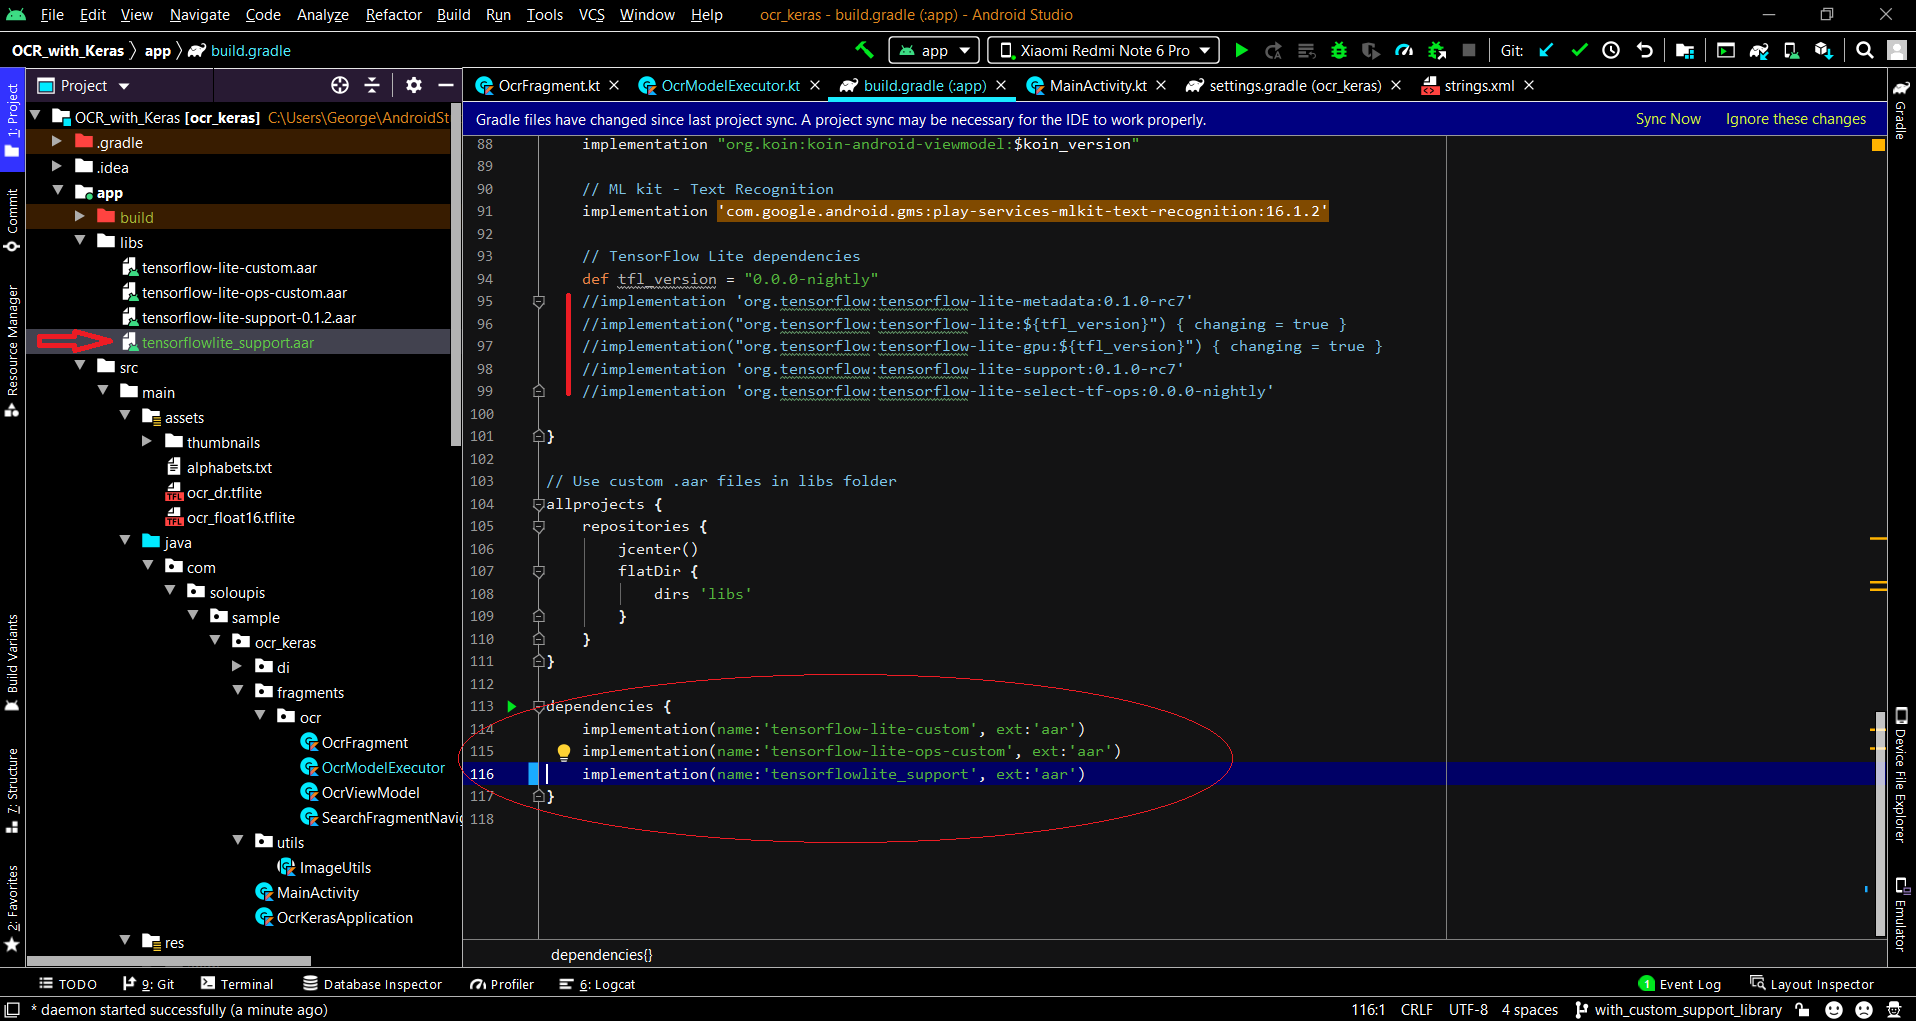 File Edit View Navigate Code Analyze Refactor Build Run Tools VCS Window Help ocr_keras - build.gradle (:app) - Android Studio
OCR_with_Keras app build.gradle
app Xiaomi Redmi Note 6 Pro Git:
Project
OcrFragment.kt OcrModelExecutor.kt build.gradle (:app) MainActivity.kt settings.gradle (ocr_keras) strings.xml
Gradle files have changed since last project sync. A project sync may be necessary for the IDE to work properly. Sync Now Ignore these changes
1: Project
Commit
Resource Manager
Build Variants
7: Structure
2: Favorites
OCR_with_Keras [ocr_keras] C:\Users\George\AndroidSt
.gradle
.idea
app
build
libs
tensorflow-lite-custom.aar
tensorflow-lite-ops-custom.aar
tensorflow-lite-support-0.1.2.aar
tensorflowlite_support.aar
src
main
assets
thumbnails
alphabets.txt
ocr_dr.tflite
ocr_float16.tflite
java
com
soloupis
sample
ocr_keras
di
fragments
ocr
OcrFragment
OcrModelExecutor
OcrViewModel
SearchFragmentNavig
utils
ImageUtils
MainActivity
OcrKerasApplication
res
88 implementation "org.koin:koin-android-viewmodel:$koin_version"
89
90 // ML kit - Text Recognition
91 implementation 'com.google.android.gms:play-services-mlkit-text-recognition:16.1.2'
92
93 // TensorFlow Lite dependencies
94 def tfl_version = "0.0.0-nightly"
95 //implementation 'org.tensorflow:tensorflow-lite-metadata:0.1.0-rc7'
96 //implementation("org.tensorflow:tensorflow-lite:${tfl_version}") { changing = true }
97 //implementation("org.tensorflow:tensorflow-lite-gpu:${tfl_version}") { changing = true }
98 //implementation 'org.tensorflow:tensorflow-lite-support:0.1.0-rc7'
99 //implementation 'org.tensorflow:tensorflow-lite-select-tf-ops:0.0.0-nightly'
100
101 }
102
103 // Use custom .aar files in libs folder
104 allprojects {
105 repositories {
106 jcenter()
107 flatDir {
108 dirs 'libs'
109 }
110 }
111 }
112
113 dependencies {
114 implementation(name:'tensorflow-lite-custom', ext:'aar')
115 implementation(name:'tensorflow-lite-ops-custom', ext:'aar')
116 implementation(name:'tensorflowlite_support', ext:'aar')
117 }
118
dependencies{}
Gradle
Device File Explorer
Emulator
TODO 9: Git Terminal Database Inspector Profiler 6: Logcat 1 Event Log Layout Inspector
* daemon started successfully (a minute ago) 116:1 CRLF UTF-8 4 spaces with_custom_support_library